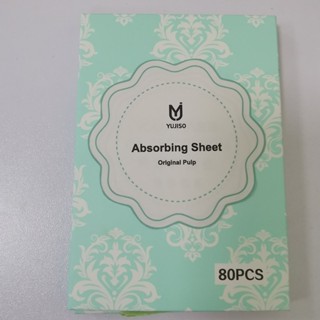 YUJISO
Absorbing Sheet
Original Pulp
80PCS